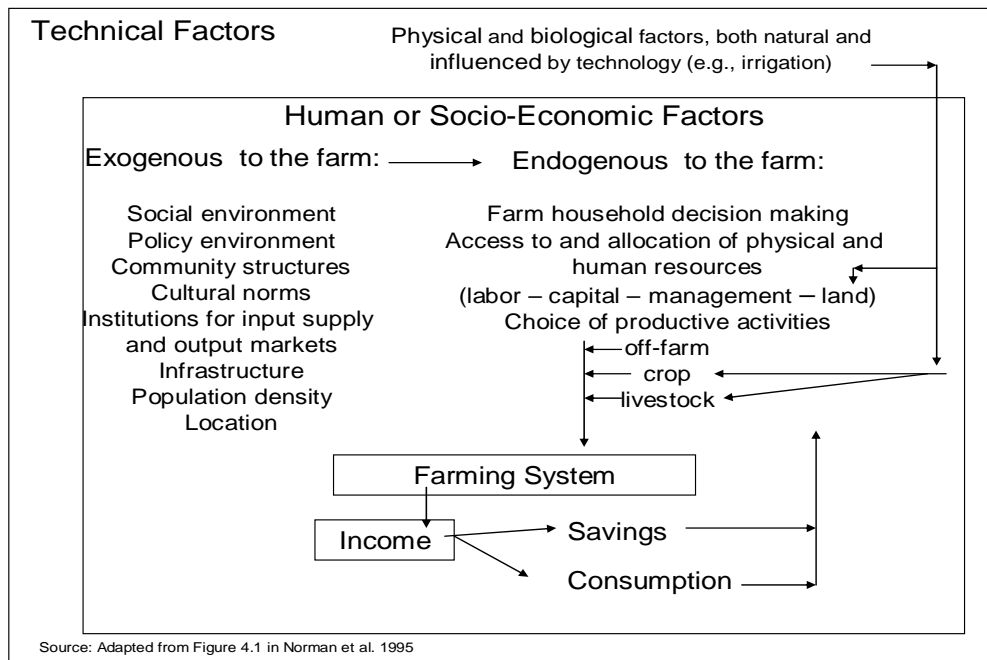 Technical Factors
Physical and biological factors, both natural and
influenced by technology (e.g., irrigation)
Human or Socio-Economic Factors
Exogenous to the farm:
Endogenous to the farm:
Social environment
Policy environment
Community structures
Cultural norms
Institutions for input supply
and output markets
Infrastructure
Population density
Location
Farm household decision making
Access to and allocation of physical and
human resources
(labor – capital – management – land)
Choice of productive activities
off-farm
crop
livestock
Farming System
Income
Savings
Consumption
Source: Adapted from Figure 4.1 in Norman et al. 1995